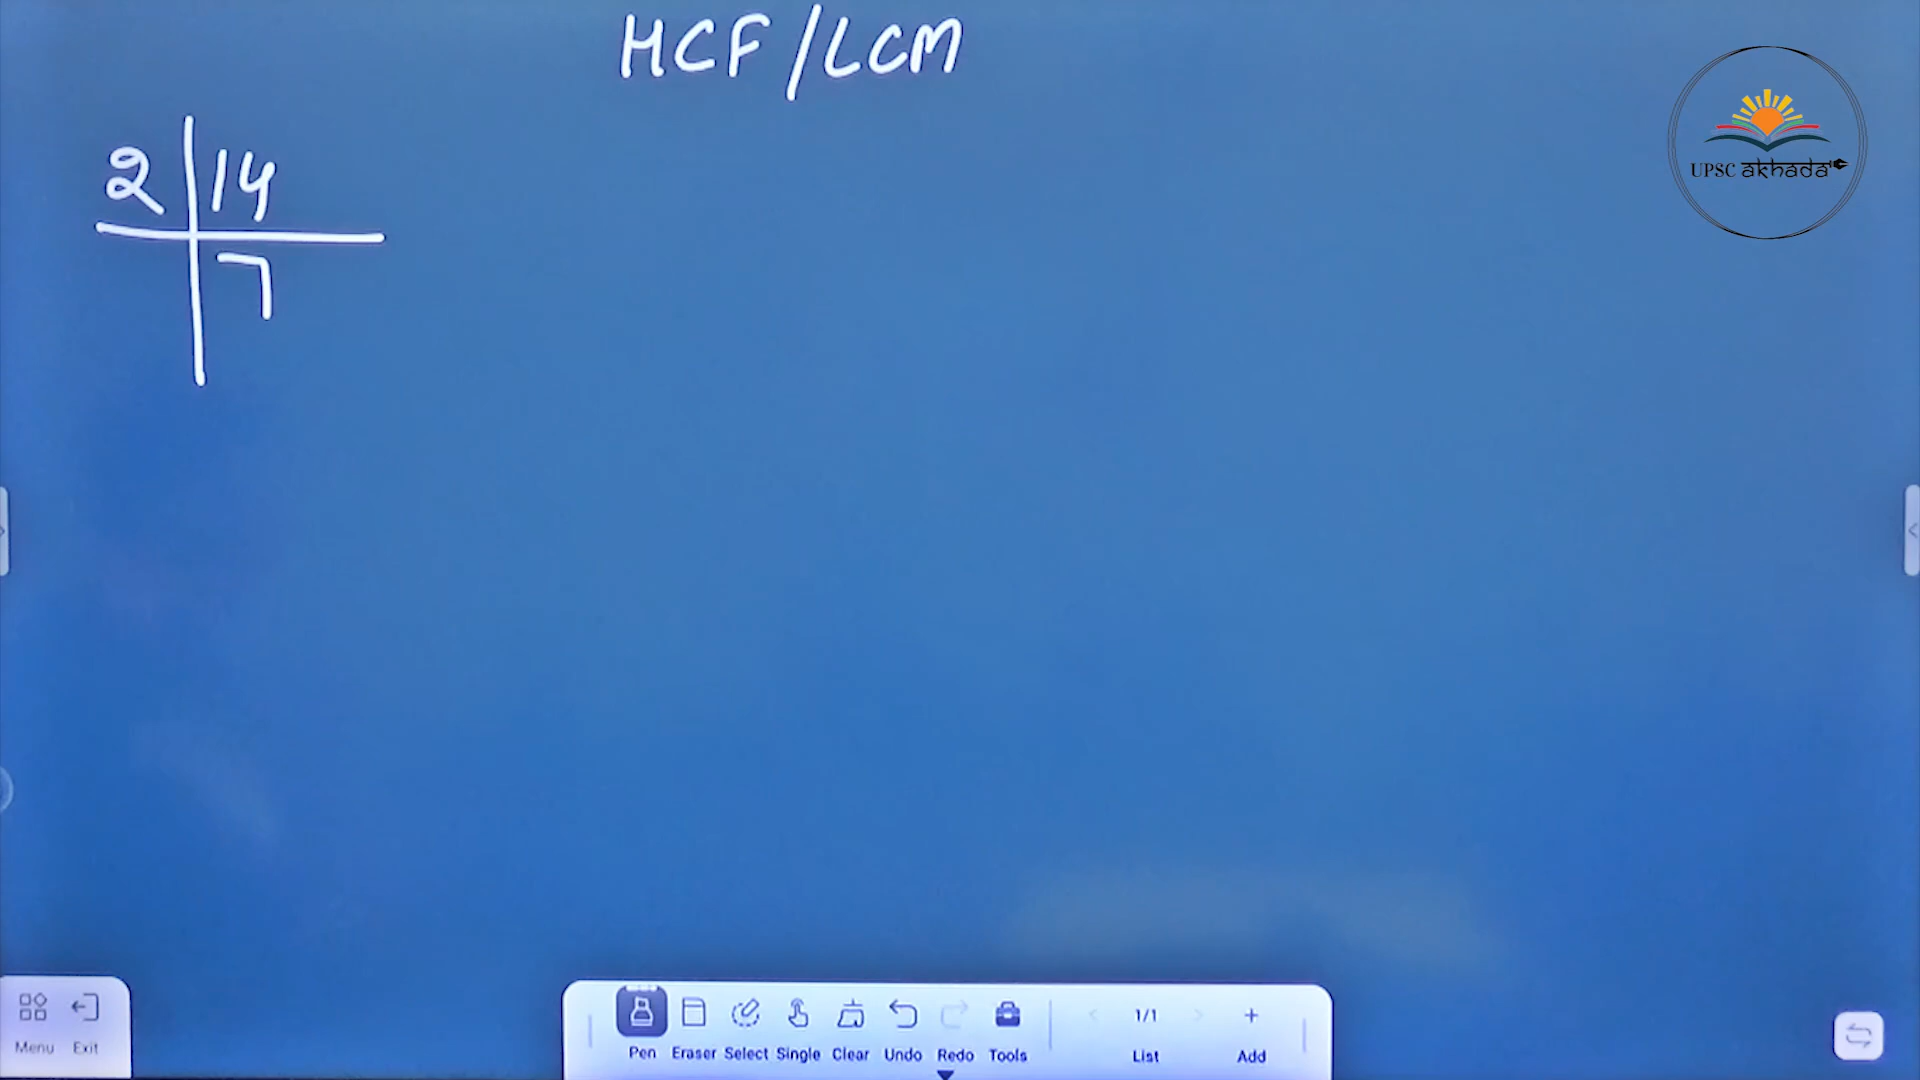 HCF/LCM
2 14
7
UPSC akhada
Menu Exit
Pen Eraser Select Single Clear Undo Redo Tools
1/1
List Add